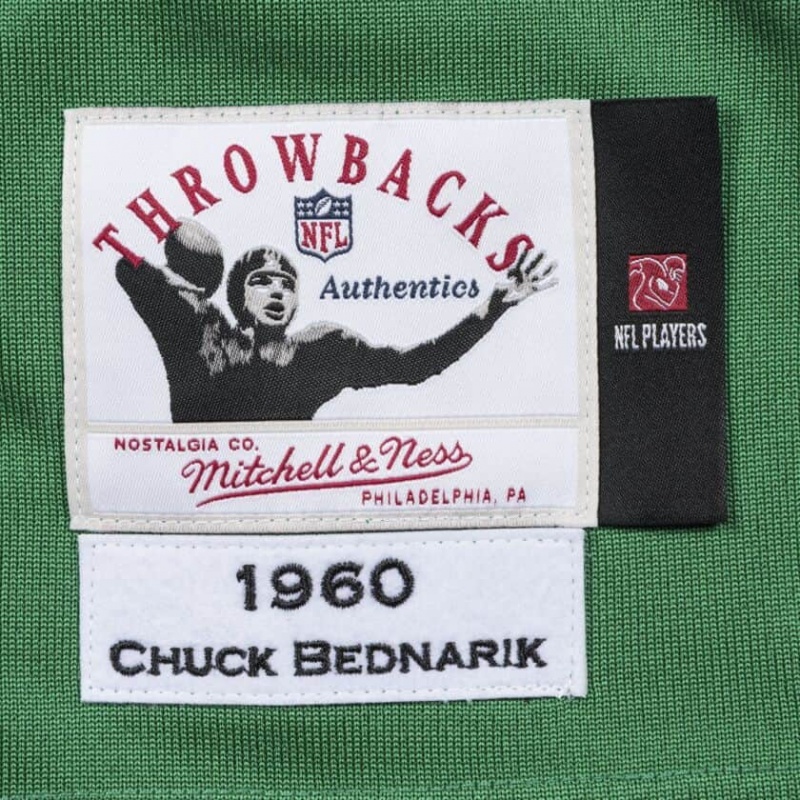 THROWBACKS
NFL
Authentics
NFL PLAYERS
NOSTALGIA CO.
Mitchell & Ness
PHILADELPHIA, PA
1960
CHUCK BEDNARIK